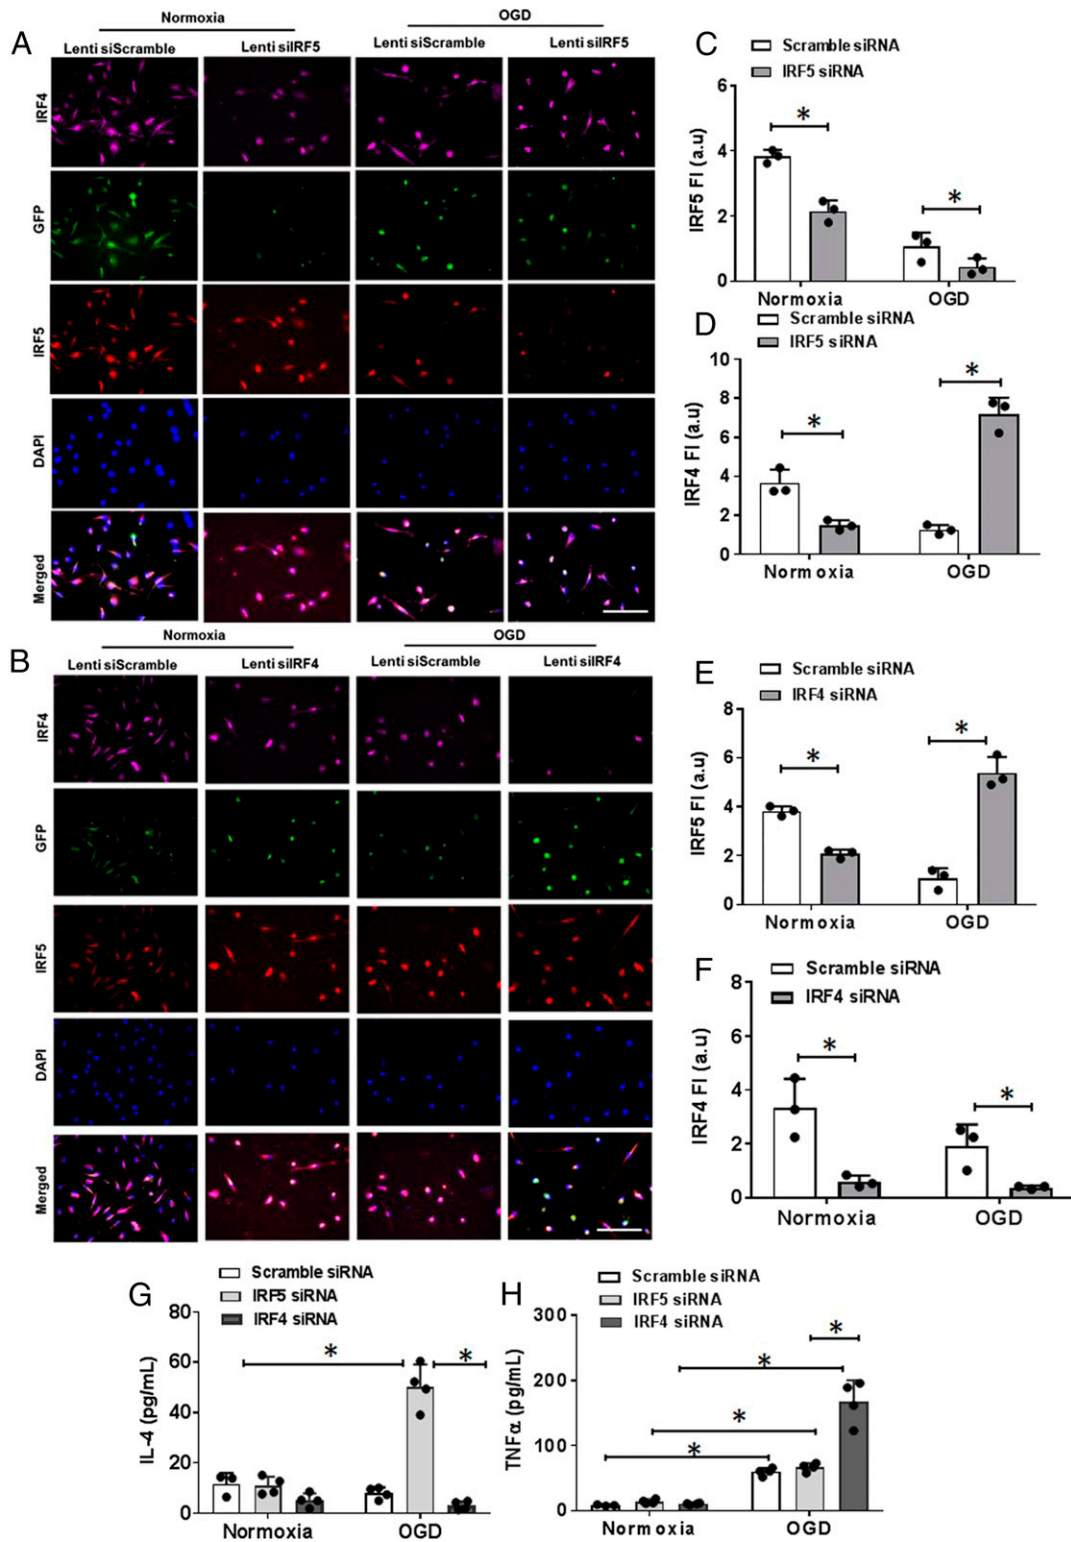 A
Normoxia
OGD
Lenti siScramble
Lenti siIRF5
Lenti siScramble
Lenti siIRF5
IRF4
GFP
IRF5
DAPI
Merged
B
Normoxia
OGD
Lenti siScramble
Lenti siIRF4
Lenti siScramble
Lenti siIRF4
IRF4
GFP
IRF5
DAPI
Merged
C
Scramble siRNA
IRF5 siRNA
IRF5 FI (a.u)
6
*
4
*
2
0
Normoxia
OGD
D
Scramble siRNA
IRF5 siRNA
IRF4 FI (a.u)
10
*
8
*
6
4
2
0
Normoxia
OGD
E
Scramble siRNA
IRF4 siRNA
IRF5 FI (a.u)
8
*
6
*
4
2
0
Normoxia
OGD
F
Scramble siRNA
IRF4 siRNA
IRF4 FI (a.u)
8
6
*
4
*
2
0
Normoxia
OGD
G
Scramble siRNA
IRF5 siRNA
IRF4 siRNA
IL-4 (pg/mL)
80
* *
60
40
20
0
Normoxia
OGD
H
Scramble siRNA
IRF5 siRNA
IRF4 siRNA
TNFα (pg/mL)
300
*
*
200
*
100
*
0
Normoxia
OGD